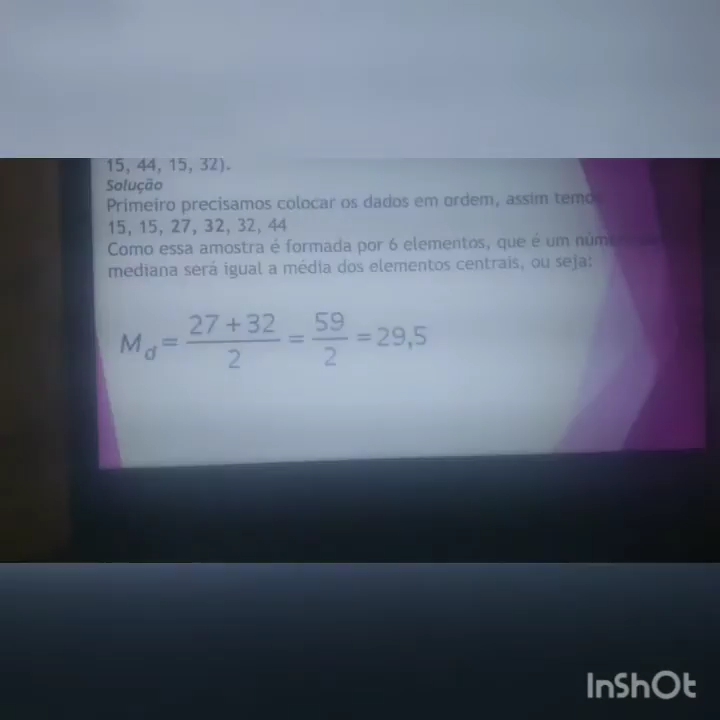 15, 44, 15, 32).
Solução
Primeiro precisamos colocar os dados em ordem, assim
15, 15, 27, 32, 32, 44
Como essa amostra é formada por 6 elementos, que é um
mediana será igual a média dos elementos centrais, ou seja:
M_d = (27 + 32)/2 = 59/2 = 29,5
InShOt